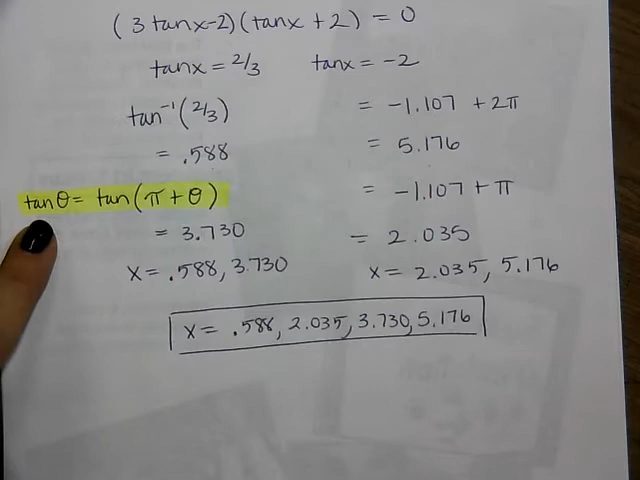 (3 tanx-2)(tanx + 2) = 0
tanx = 2/3
tan⁻¹(2/3)
= .588
tanθ = tan(π + θ)
= 3.730
x = .588, 3.730
tanx = -2
= -1.107 + 2π
= 5.176
= -1.107 + π
= 2.035
x = 2.035, 5.176
x = .588, 2.035, 3.730, 5.176